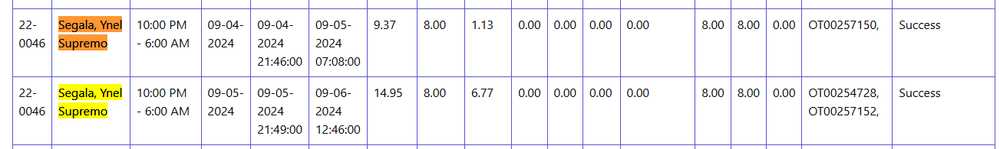 22-0046 Segala, Ynel Supremo 10:00 PM - 6:00 AM 09-04-2024 09-04-2024 21:46:00 09-05-2024 07:08:00 9.37 8.00 1.13 0.00 0.00 0.00 0.00 8.00 8.00 0.00 OT00257150, Success
22-0046 Segala, Ynel Supremo 10:00 PM - 6:00 AM 09-05-2024 09-05-2024 21:49:00 09-06-2024 12:46:00 14.95 8.00 6.77 0.00 0.00 0.00 0.00 8.00 8.00 0.00 OT00254728, OT00257152, Success